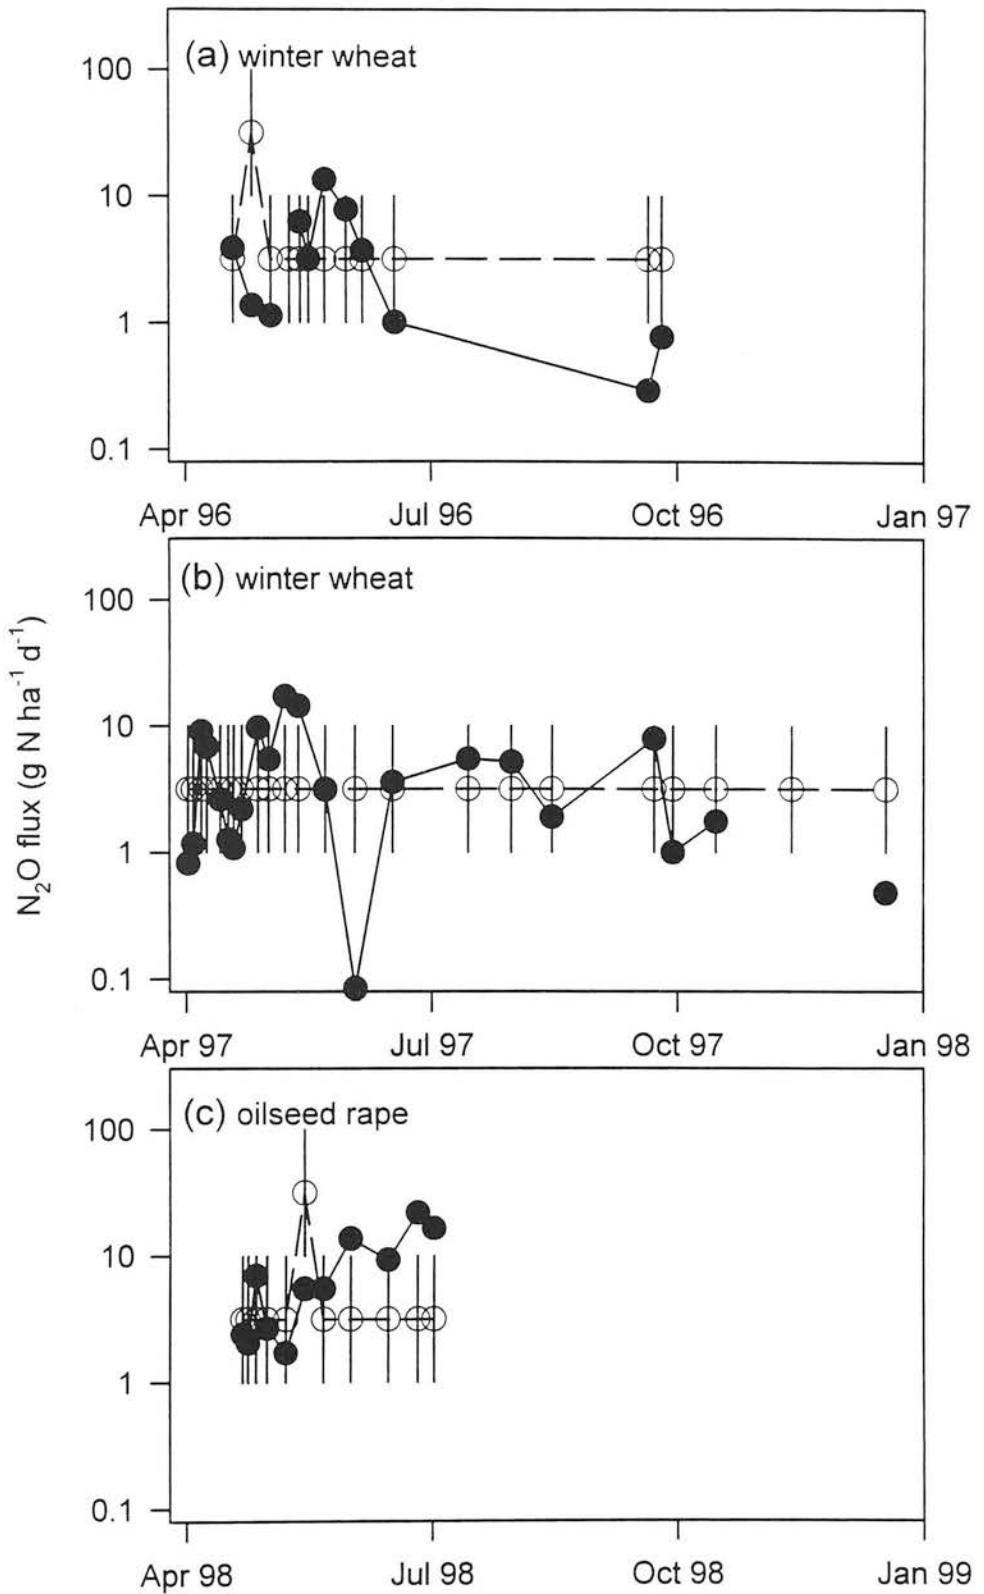 (a) winter wheat
100
10
1
0.1
Apr 96 Jul 96 Oct 96 Jan 97
(b) winter wheat
100
10
1
0.1
N₂O flux (g N ha⁻¹ d⁻¹)
Apr 97 Jul 97 Oct 97 Jan 98
(c) oilseed rape
100
10
1
0.1
Apr 98 Jul 98 Oct 98 Jan 99